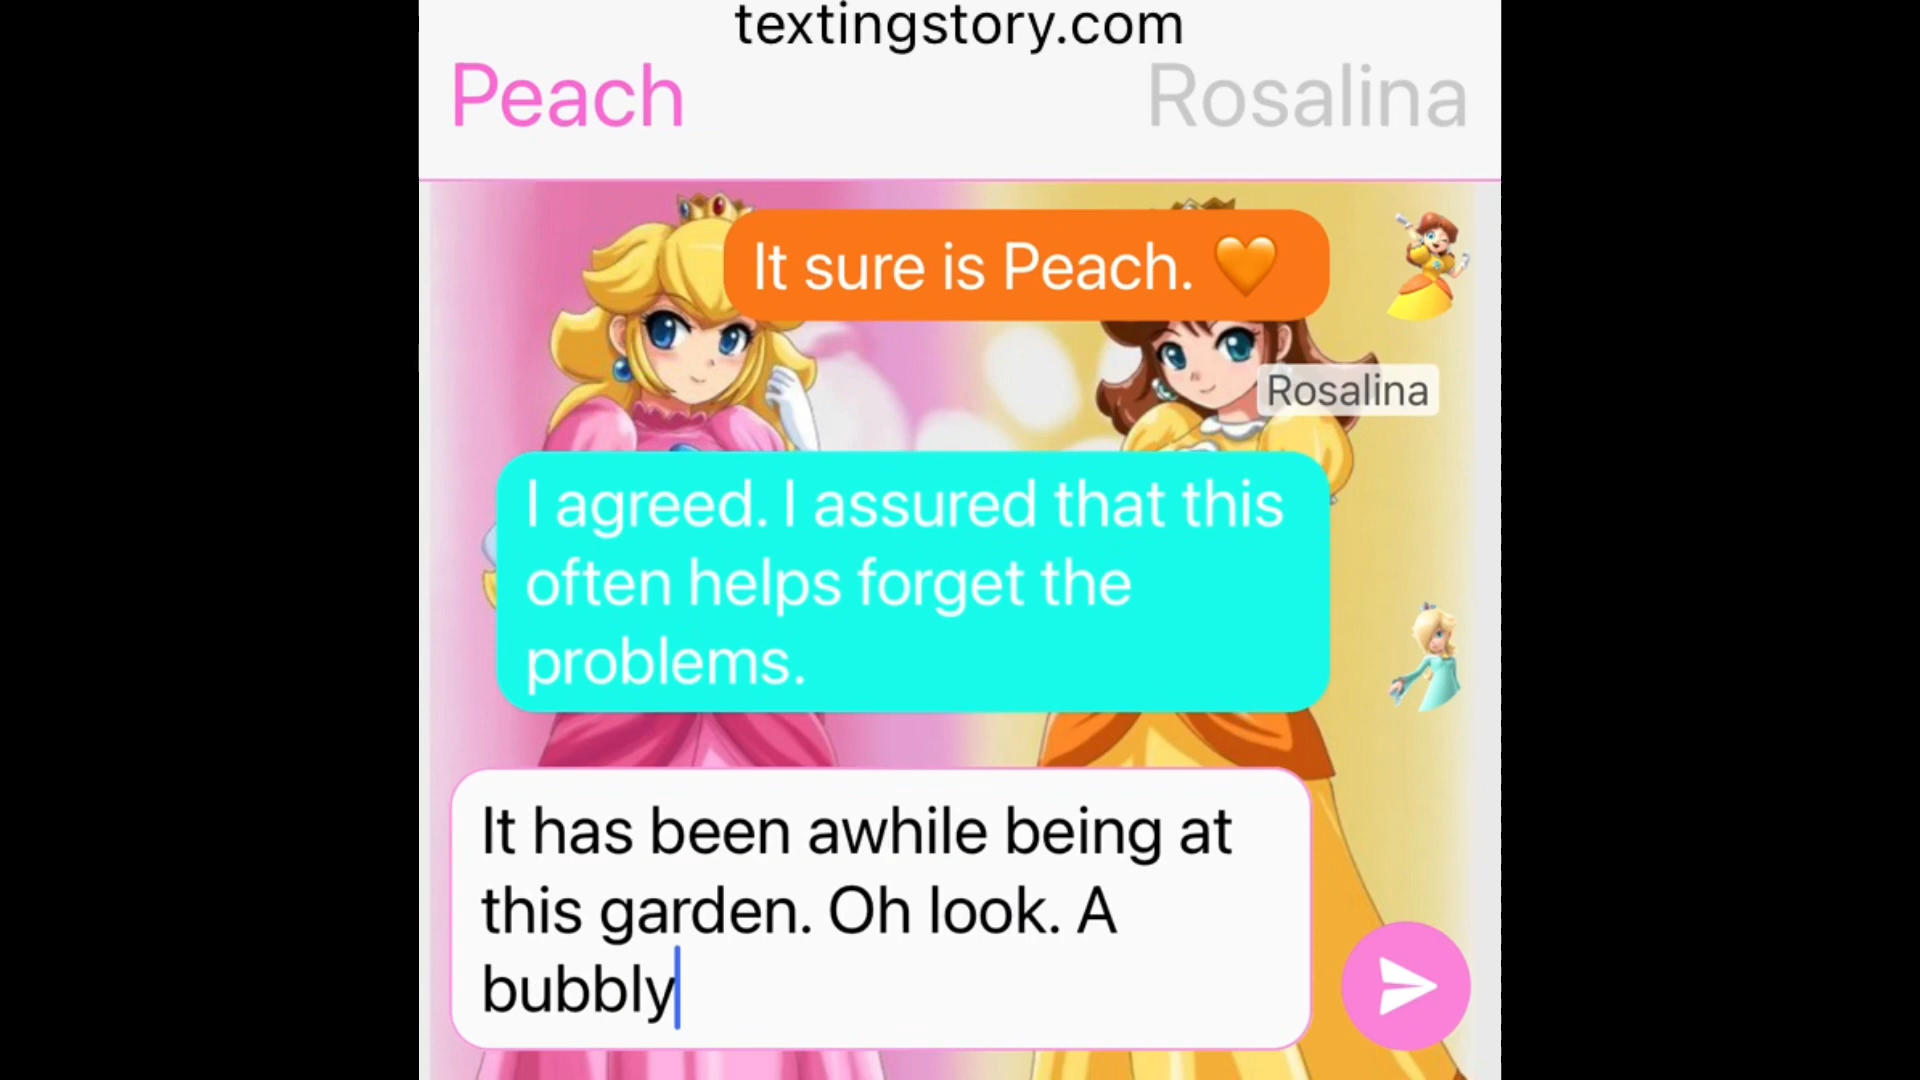 textingstory.com
Peach Rosalina
It sure is Peach. 🧡
Rosalina
I agreed. I assured that this
often helps forget the
problems.
It has been awhile being at
this garden. Oh look. A
bubbly